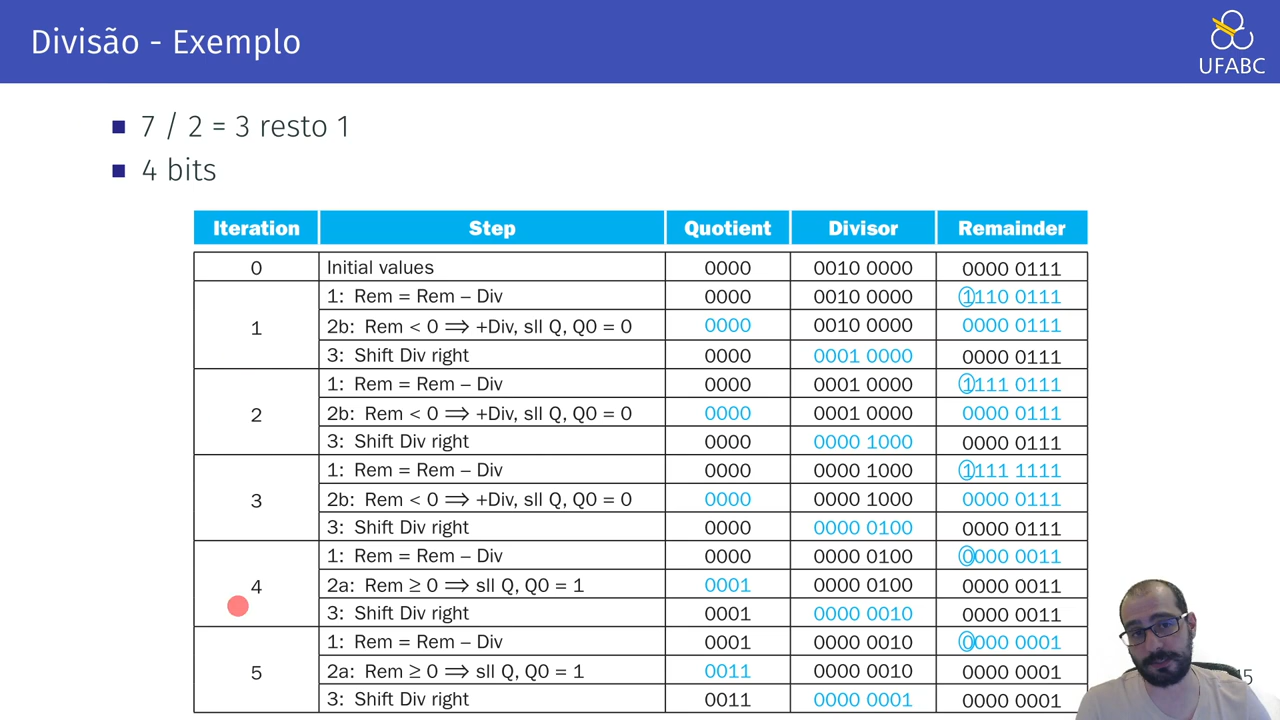 Divisão - Exemplo
UFABC
7 / 2 = 3 resto 1
4 bits
Iteration Step Quotient Divisor Remainder
0 Initial values 0000 0010 0000 0000 0111
1: Rem = Rem – Div 0000 0010 0000 1110 0111
1 2b: Rem < 0 ⟹ +Div, sll Q, Q0 = 0 0000 0010 0000 0000 0111
3: Shift Div right 0000 0001 0000 0000 0111
1: Rem = Rem – Div 0000 0001 0000 1111 0111
2 2b: Rem < 0 ⟹ +Div, sll Q, Q0 = 0 0000 0001 0000 0000 0111
3: Shift Div right 0000 0000 1000 0000 0111
1: Rem = Rem – Div 0000 0000 1000 1111 1111
3 2b: Rem < 0 ⟹ +Div, sll Q, Q0 = 0 0000 0000 1000 0000 0111
3: Shift Div right 0000 0000 0100 0000 0111
1: Rem = Rem – Div 0000 0000 0100 0000 0011
4 2a: Rem ≥ 0 ⟹ sll Q, Q0 = 1 0001 0000 0100 0000 0011
3: Shift Div right 0001 0000 0010 0000 0011
1: Rem = Rem – Div 0001 0000 0010 0000 0001
5 2a: Rem ≥ 0 ⟹ sll Q, Q0 = 1 0011 0000 0010 0000 0001
3: Shift Div right 0011 0000 0001 0000 0001